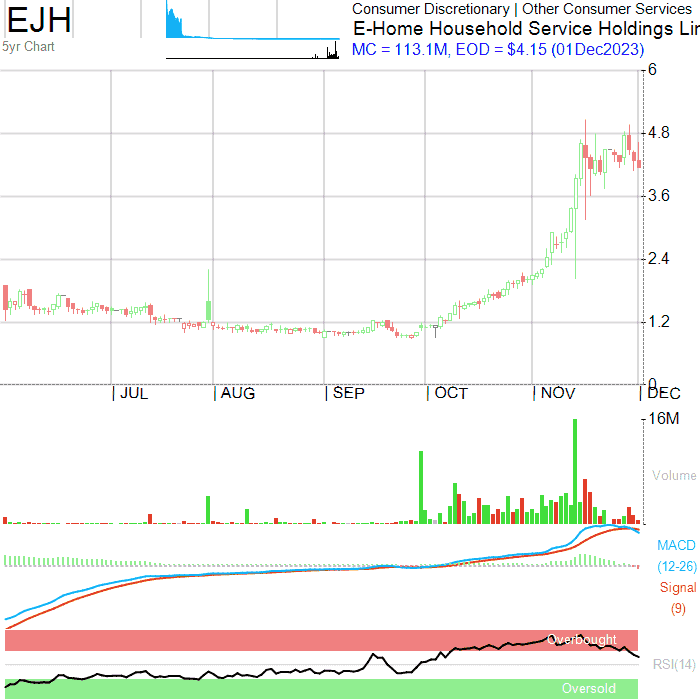 EJH
5yr Chart
Consumer Discretionary | Other Consumer Services
E-Home Household Service Holdings Lir
MC = 113.1M, EOD = $4.15 (01Dec2023)
6
4.8
3.6
2.4
1.2
0
JUL AUG SEP OCT NOV DEC
16M
Volume
MACD
(12-26)
Signal
(9)
Overbought
RSI(14)
Oversold